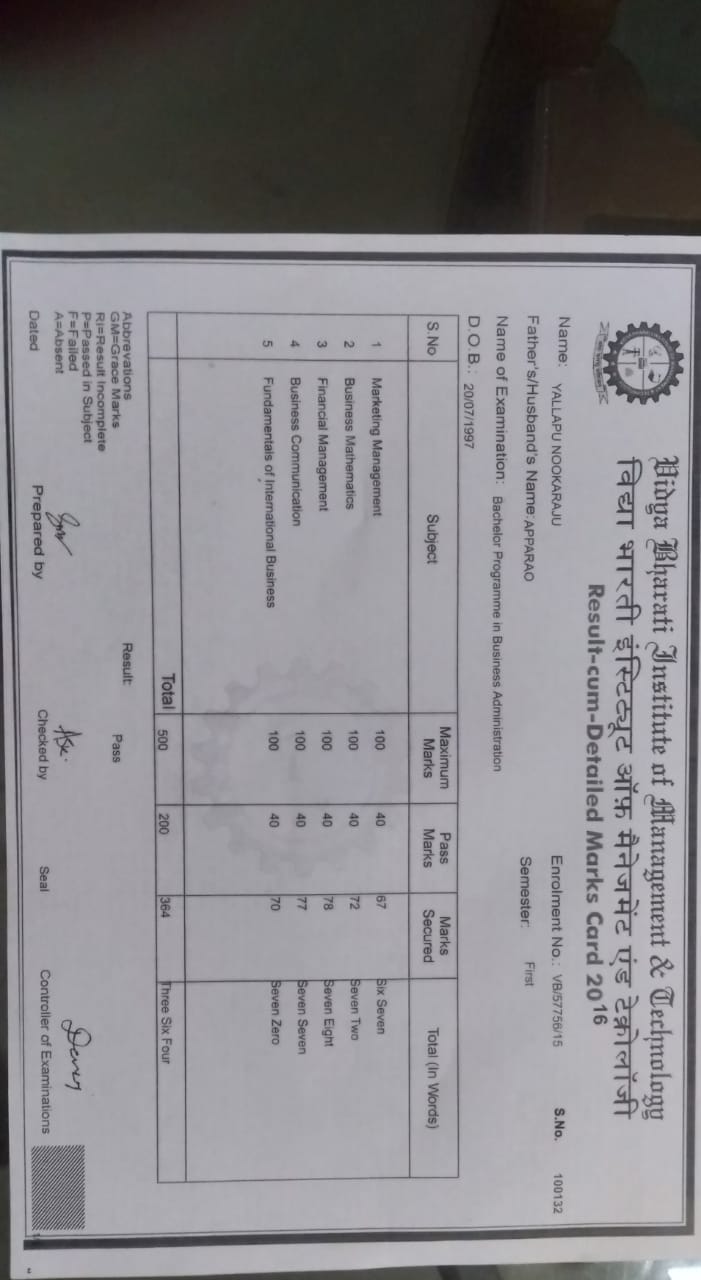 Vidya Bharati Institute of Management & Technology
विद्या भारती इंस्टिट्यूट ऑफ़ मैनेजमेंट एंड टेक्नोलॉजी
Result-cum-Detailed Marks Card 2016
Name: YALLAPU NOOKARAJU Enrolment No.: VB/57756/15 S.No. 100132
Father's/Husband's Name: APPARAO Semester: First
Name of Examination: Bachelor Programme in Business Administration
D.O.B.: 20/07/1997
S.No Subject Maximum Marks Pass Marks Marks Secured Total (In Words)
1 Marketing Management 100 40 67 Six Seven
2 Business Mathematics 100 40 72 Seven Two
3 Financial Management 100 40 78 Seven Eight
4 Business Communication 100 40 77 Seven Seven
5 Fundamentals of International Business 100 40 70 Seven Zero
Total 500 200 364 Three Six Four
Abbrevations
GM=Grace Marks
RI=Result Incomplete
P=Passed in Subject
F=Failed
A=Absent
Result: Pass
Dated Prepared by Checked by Seal Controller of Examinations